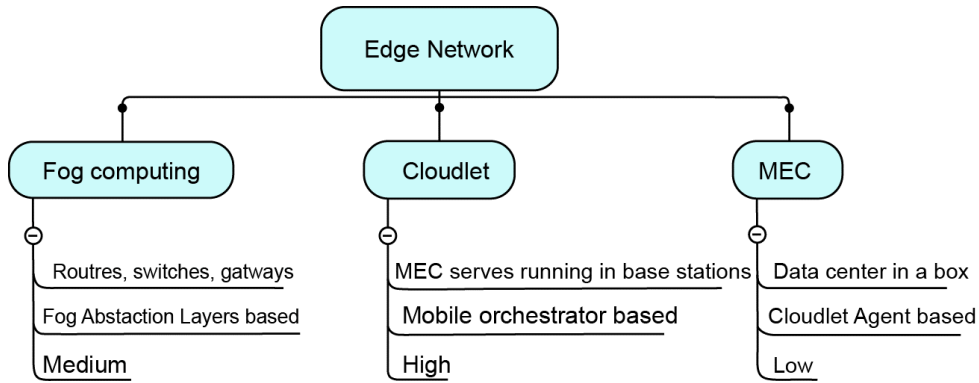 Edge Network
Fog computing
Cloudlet
MEC
Routres, switches, gatways
Fog Abstaction Layers based
Medium
MEC serves running in base stations
Mobile orchestrator based
High
Data center in a box
Cloudlet Agent based
Low